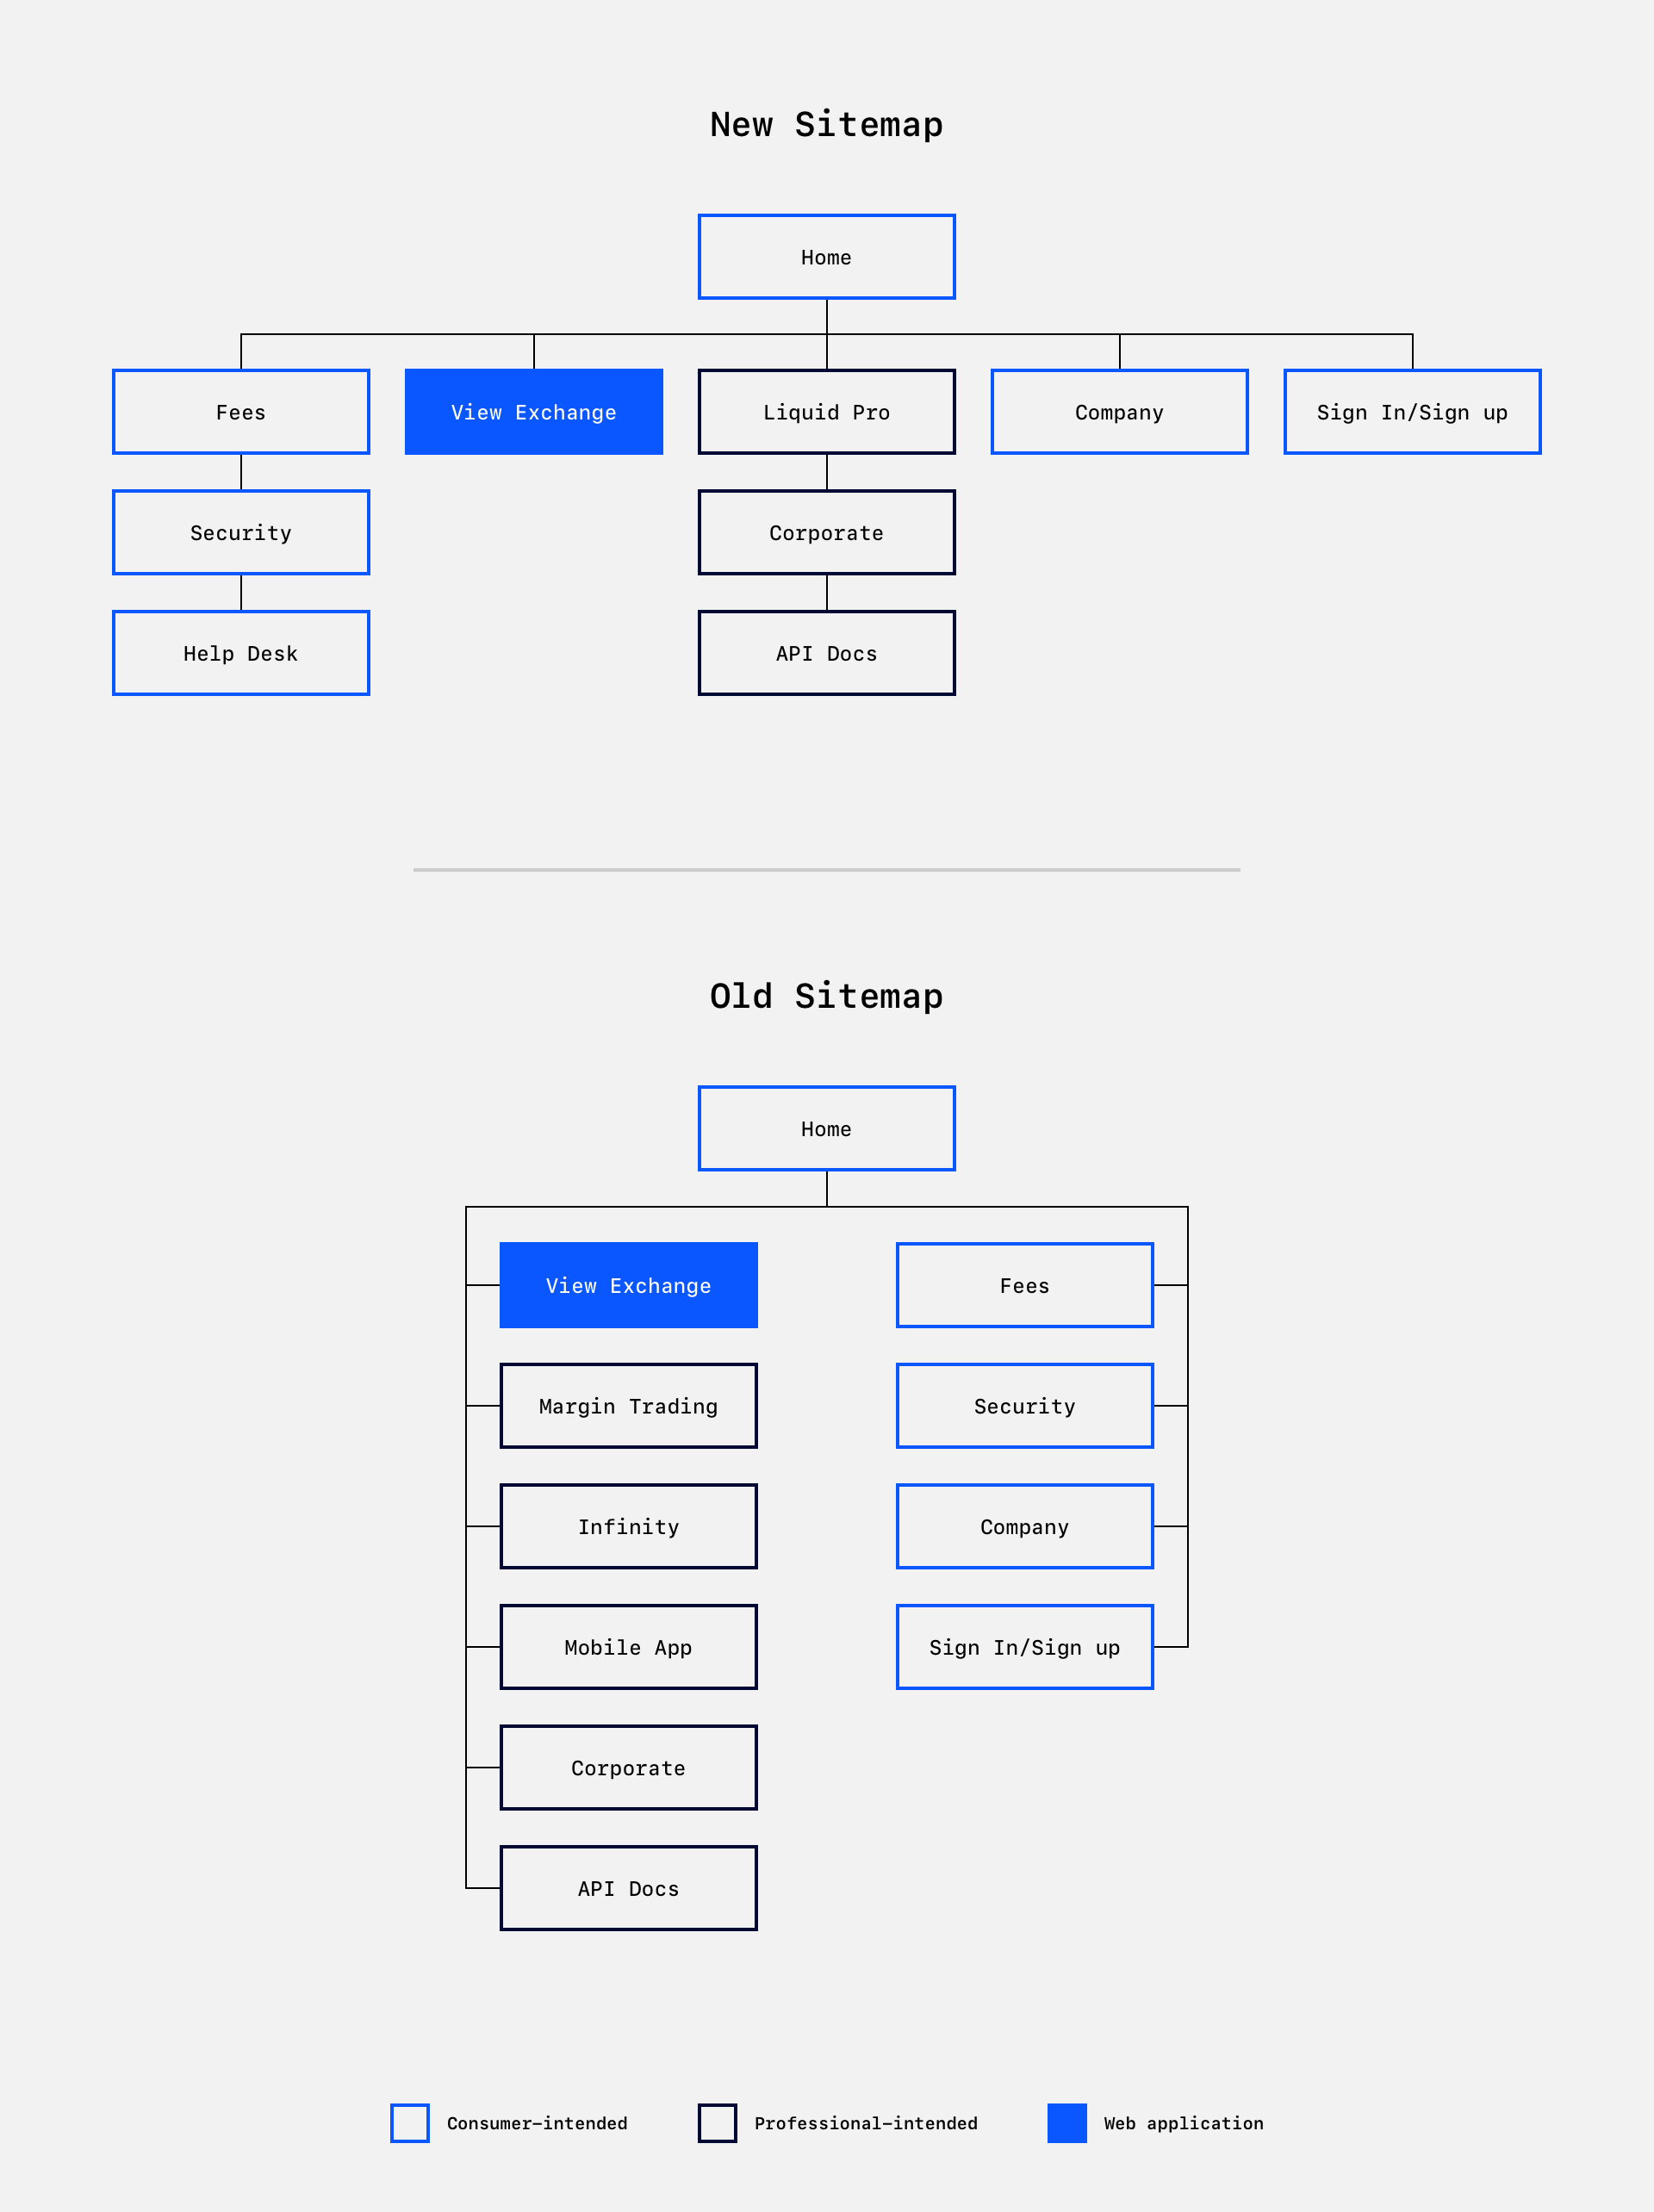 New Sitemap
Home
Fees
View Exchange
Liquid Pro
Company
Sign In/Sign up
Security
Corporate
Help Desk
API Docs
Old Sitemap
Home
View Exchange
Fees
Margin Trading
Security
Infinity
Company
Mobile App
Sign In/Sign up
Corporate
API Docs
Consumer-intended
Professional-intended
Web application